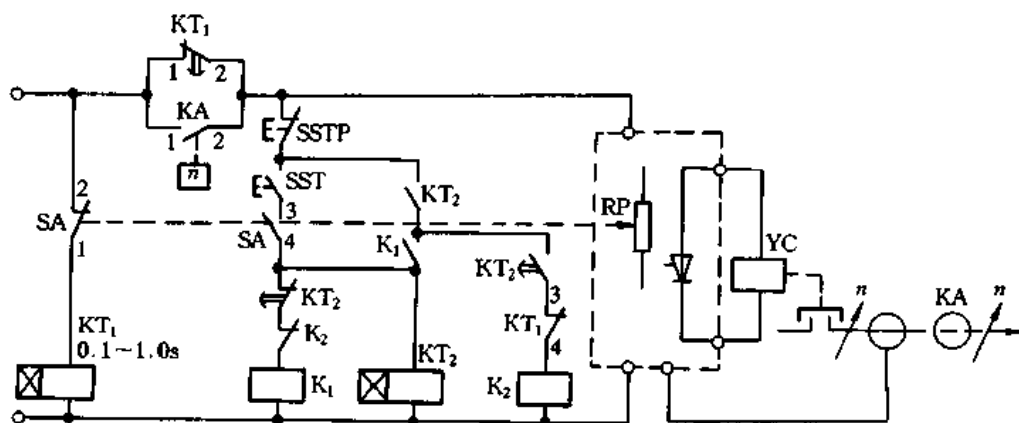 KT₁
1 2
KA
1 2
n
SSTP
SST
3
2
SA
1
SA
4
KT₂
K₁
KT₂
3
KT₁
4
KT₂
K₂
KT₁
0.1~1.0s
K₁
KT₂
K₂
RP
YC
n
KA
n